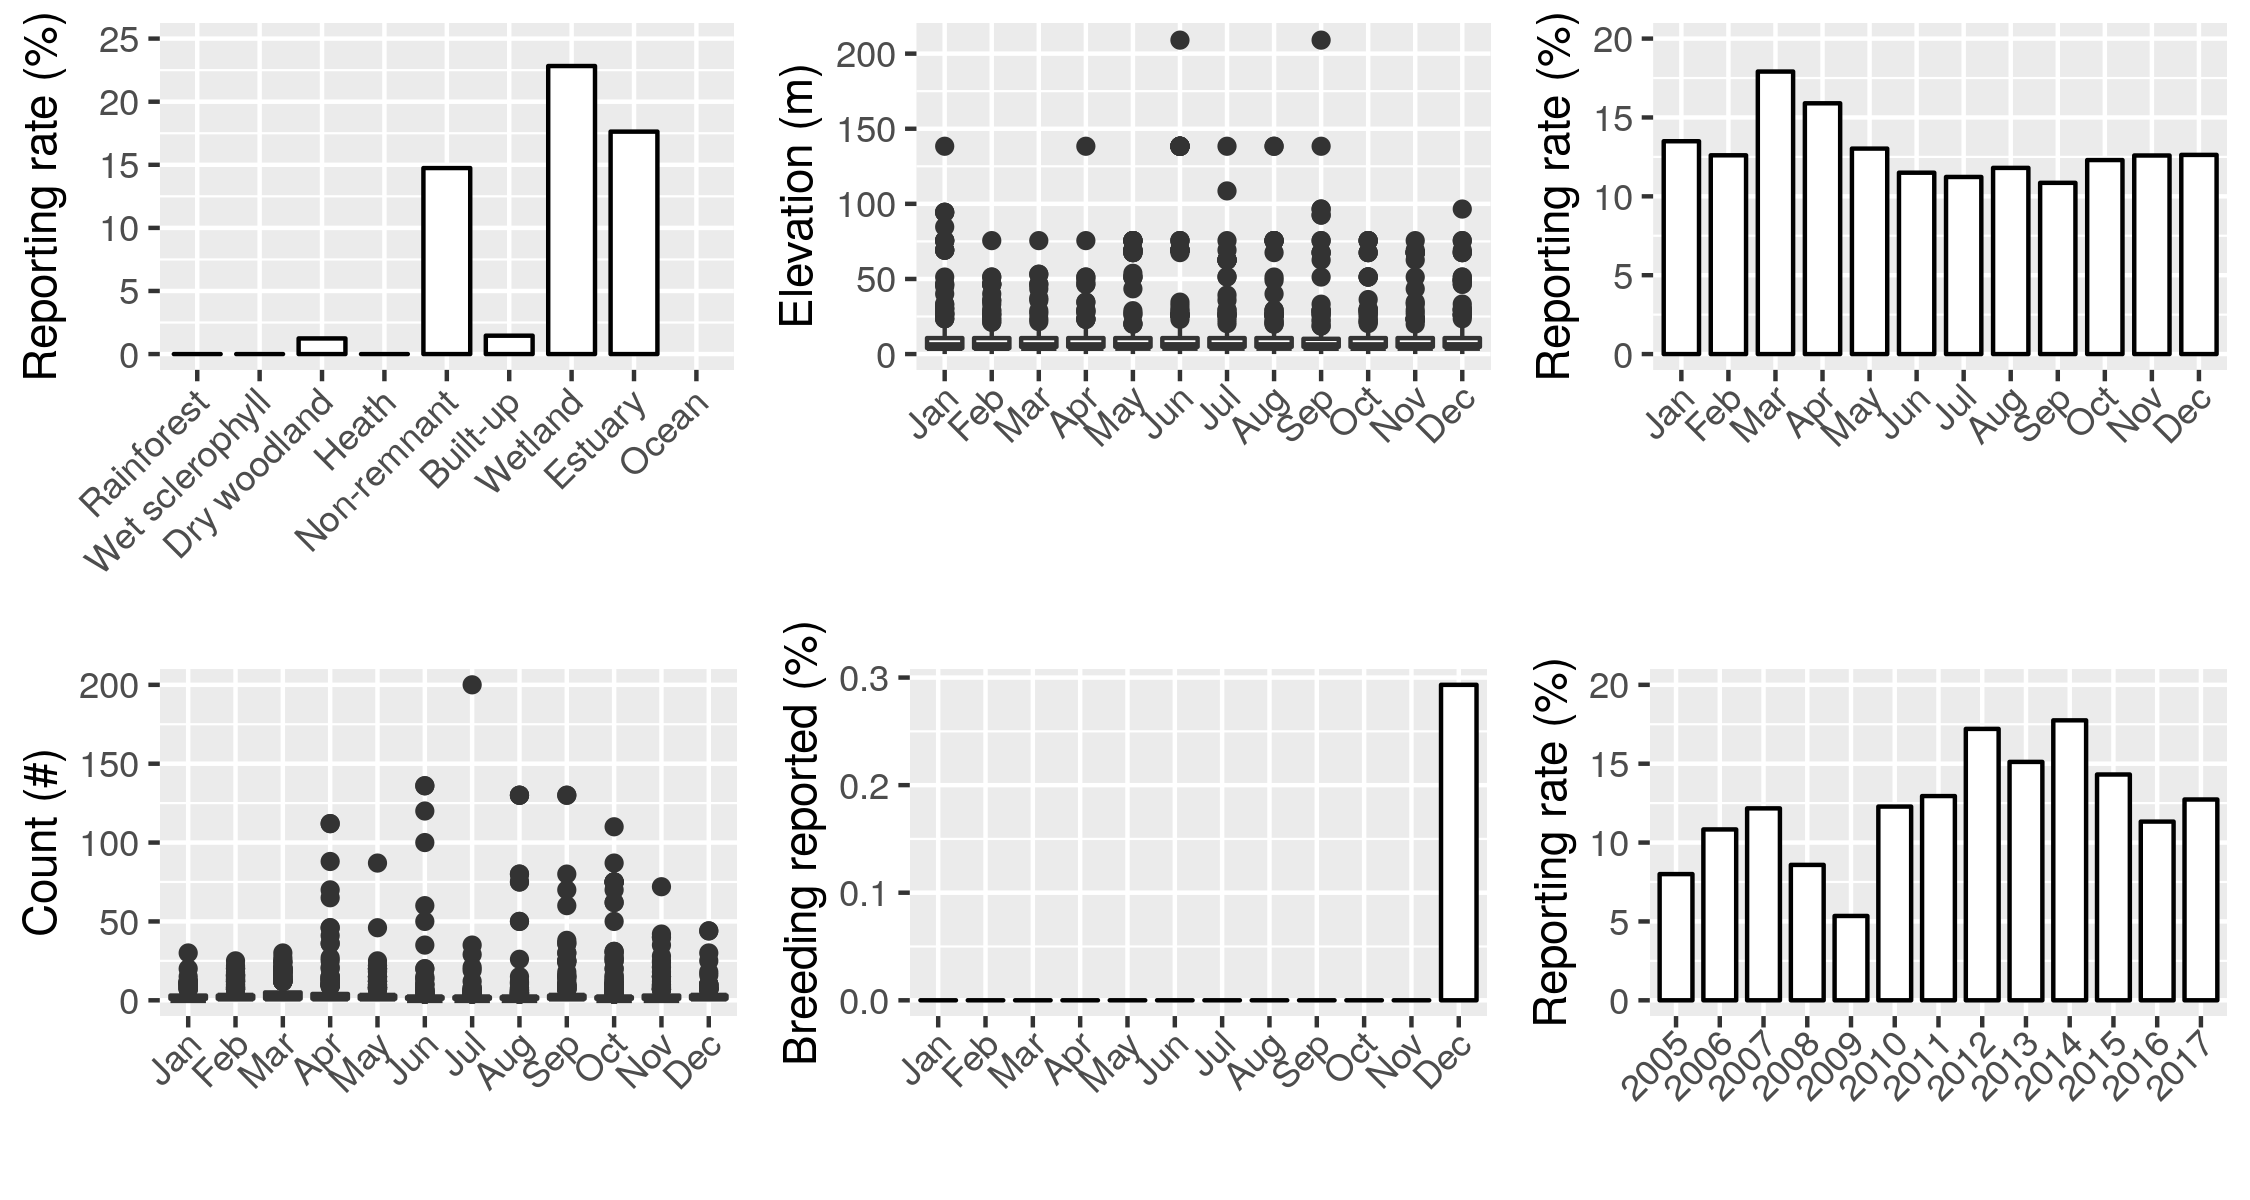 Reporting rate (%)
25
20
15
10
5
0
Rainforest
Wet sclerophyll
Dry woodland
Heath
Non-remnant
Built-up
Wetland
Estuary
Ocean
Elevation (m)
200
150
100
50
0
Jan
Feb
Mar
Apr
May
Jun
Jul
Aug
Sep
Oct
Nov
Dec
Reporting rate (%)
20
15
10
5
0
Jan
Feb
Mar
Apr
May
Jun
Jul
Aug
Sep
Oct
Nov
Dec
Count (#)
200
150
100
50
0
Jan
Feb
Mar
Apr
May
Jun
Jul
Aug
Sep
Oct
Nov
Dec
Breeding reported (%)
0.3
0.2
0.1
0.0
Jan
Feb
Mar
Apr
May
Jun
Jul
Aug
Sep
Oct
Nov
Dec
Reporting rate (%)
20
15
10
5
0
2005
2006
2007
2008
2009
2010
2011
2012
2013
2014
2015
2016
2017